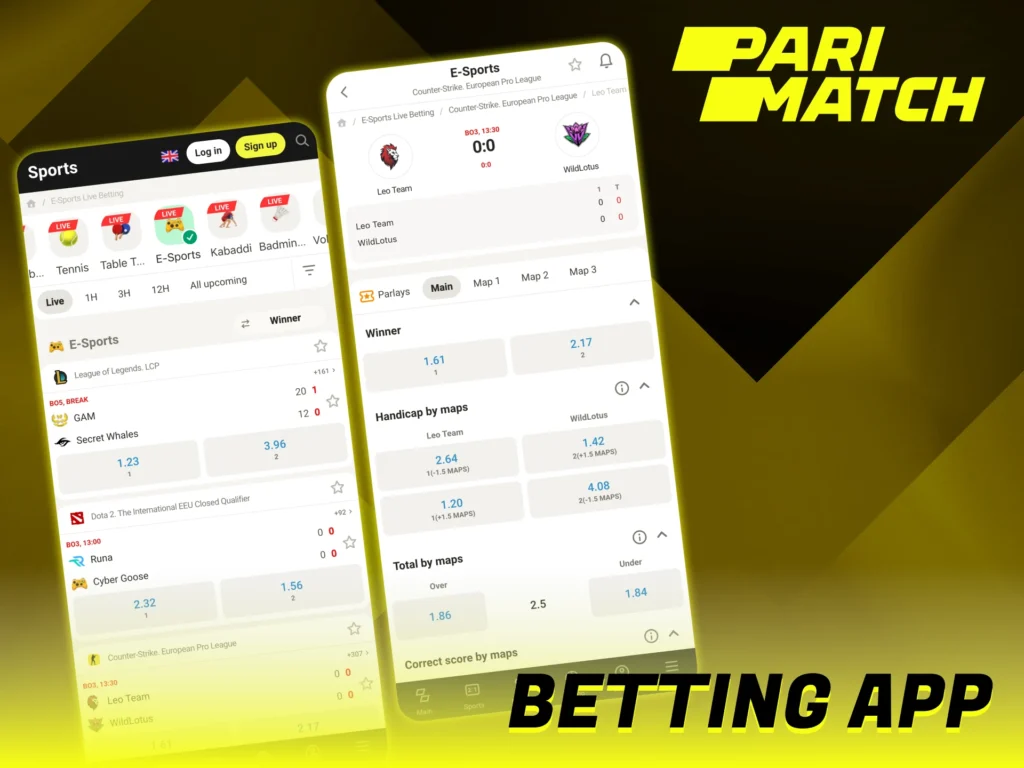 PARI
MATCH
Sports
Log in
Sign up
E-Sports Live Betting
LIVE
LIVE
LIVE
LIVE
LIVE
b...
Tennis
Table T...
E-Sports
Kabaddi
Badmin...
Vol
Live
1H
3H
12H
All upcoming
E-Sports
Winner
League of Legends. LCP
+161 >
BO5, BREAK
GAM
20 1
Secret Whales
12 0
1.23
1
3.96
2
Dota 2. The International EEU Closed Qualifier
+92 >
BO3, 13:00
Runa
0 0
Cyber Goose
0 0
2.32
1
1.56
2
Counter-Strike. European Pro League
+307 >
BO3, 13:30
Leo Team
0 0
WildLotus
0 0
1.61
2.17
E-Sports
Counter-Strike. European Pro League
/ E-Sports Live Betting / Counter-Strike. European Pro League / Leo Team
BO3, 13:30
0:0
0:0
Leo Team
WildLotus
1 T
Leo Team 0 0
WildLotus 0 0
Parlays
Main
Map 1
Map 2
Map 3
Winner
1.61
1
2.17
2
Handicap by maps
Leo Team
WildLotus
2.64
1(-1.5 MAPS)
1.42
2(+1.5 MAPS)
1.20
1(+1.5 MAPS)
4.08
2(-1.5 MAPS)
Total by maps
Over
Under
1.86
2.5
1.84
Correct score by maps
Main
Sports
BETTING APP